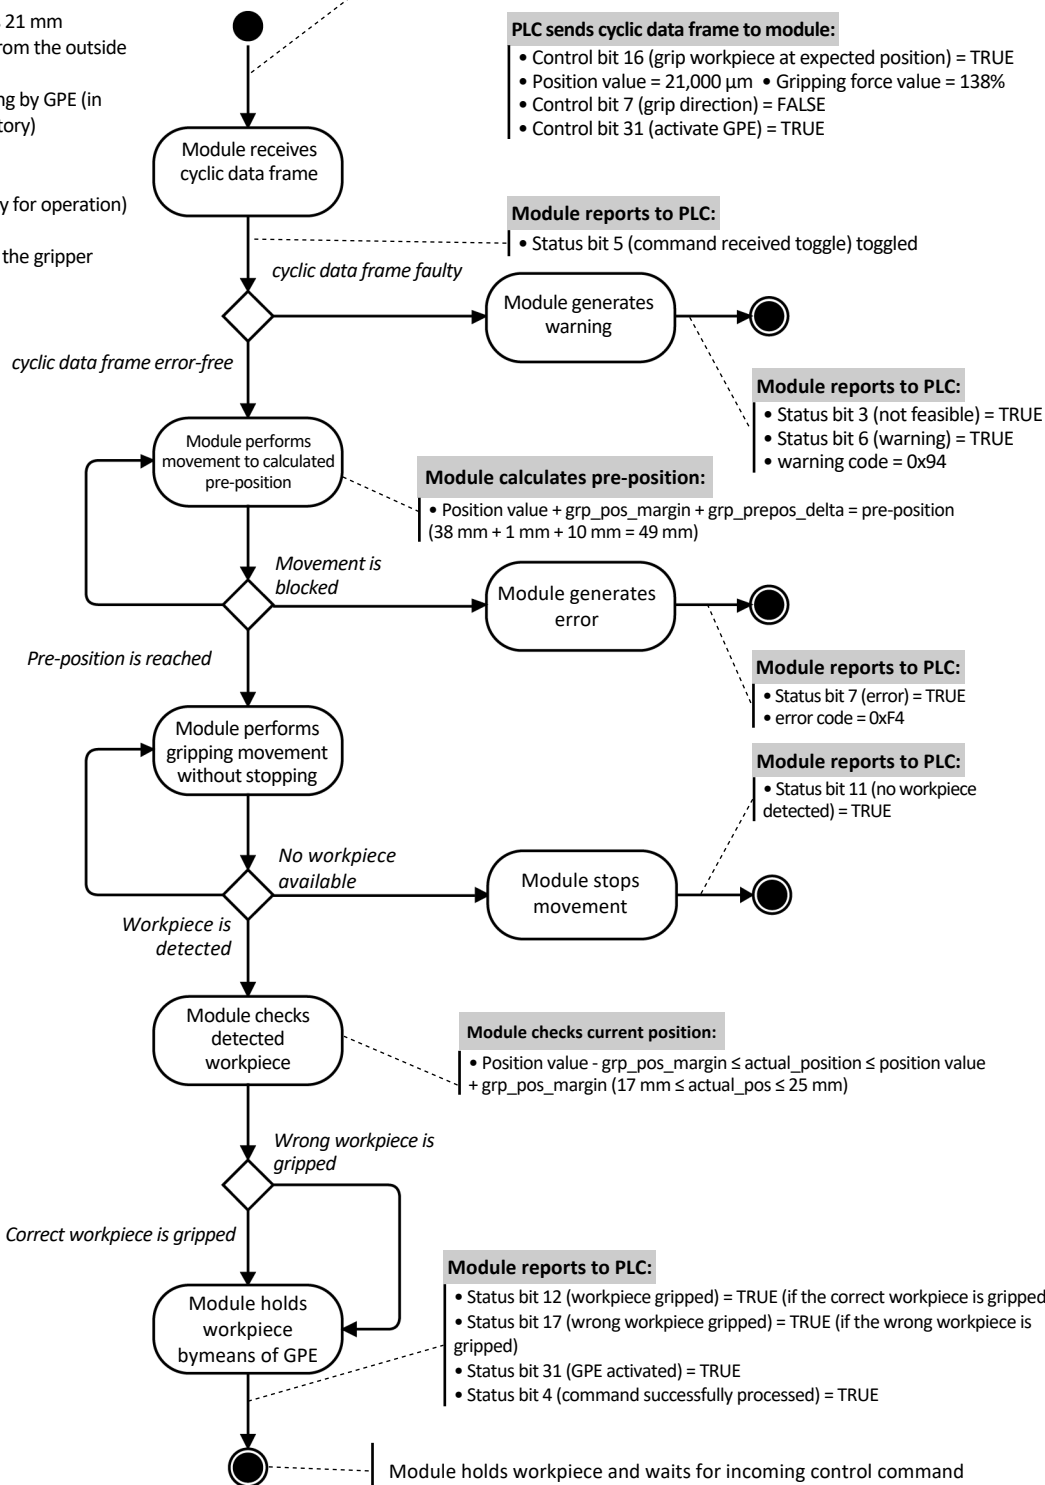 21 mm
from the outside
ng by GPE (in
tory)
y for operation)
the gripper
PLC sends cyclic data frame to module:
• Control bit 16 (grip workpiece at expected position) = TRUE
• Position value = 21,000 µm • Gripping force value = 138%
• Control bit 7 (grip direction) = FALSE
• Control bit 31 (activate GPE) = TRUE
Module receives
cyclic data frame
Module reports to PLC:
• Status bit 5 (command received toggle) toggled
cyclic data frame faulty
Module generates
warning
cyclic data frame error-free
Module reports to PLC:
• Status bit 3 (not feasible) = TRUE
• Status bit 6 (warning) = TRUE
• warning code = 0x94
Module performs
movement to calculated
pre-position
Module calculates pre-position:
• Position value + grp_pos_margin + grp_prepos_delta = pre-position
(38 mm + 1 mm + 10 mm = 49 mm)
Movement is
blocked
Module generates
error
Pre-position is reached
Module reports to PLC:
• Status bit 7 (error) = TRUE
• error code = 0xF4
Module performs
gripping movement
without stopping
Module reports to PLC:
• Status bit 11 (no workpiece
detected) = TRUE
No workpiece
available
Module stops
movement
Workpiece is
detected
Module checks
detected
workpiece
Module checks current position:
• Position value - grp_pos_margin ≤ actual_position ≤ position value
+ grp_pos_margin (17 mm ≤ actual_pos ≤ 25 mm)
Wrong workpiece is
gripped
Correct workpiece is gripped
Module holds
workpiece
bymeans of GPE
Module reports to PLC:
• Status bit 12 (workpiece gripped) = TRUE (if the correct workpiece is gripped
• Status bit 17 (wrong workpiece gripped) = TRUE (if the wrong workpiece is
gripped)
• Status bit 31 (GPE activated) = TRUE
• Status bit 4 (command successfully processed) = TRUE
Module holds workpiece and waits for incoming control command